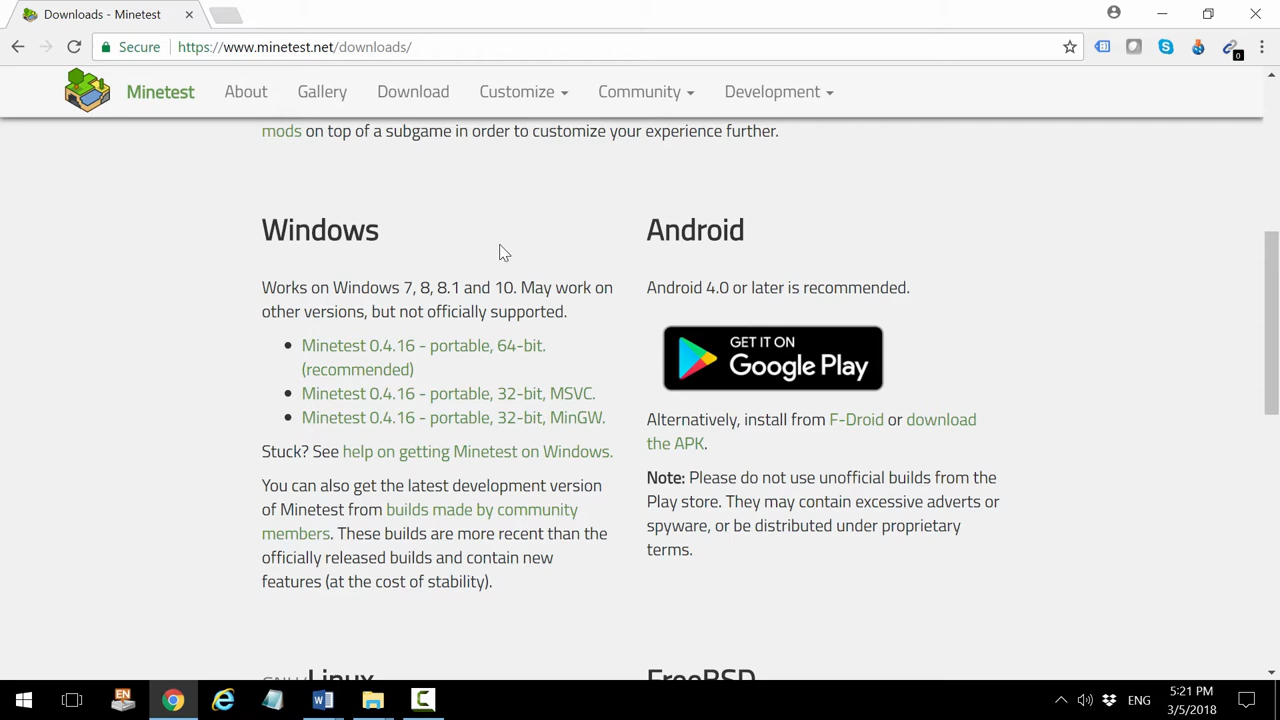 Downloads - Minetest
Secure https://www.minetest.net/downloads/
0
Minetest About Gallery Download Customize Community Development
mods on top of a subgame in order to customize your experience further.
Windows
Works on Windows 7, 8, 8.1 and 10. May work on
other versions, but not officially supported.
Minetest 0.4.16 - portable, 64-bit.
(recommended)
Minetest 0.4.16 - portable, 32-bit, MSVC.
Minetest 0.4.16 - portable, 32-bit, MinGW.
Stuck? See help on getting Minetest on Windows.
You can also get the latest development version
of Minetest from builds made by community
members. These builds are more recent than the
officially released builds and contain new
features (at the cost of stability).
Android
Android 4.0 or later is recommended.
GET IT ON
Google Play
Alternatively, install from F-Droid or download
the APK.
Note: Please do not use unofficial builds from the
Play store. They may contain excessive adverts or
spyware, or be distributed under proprietary
terms.
GNU/Linux
FreeBSD
EN
ENG
5:21 PM
3/5/2018